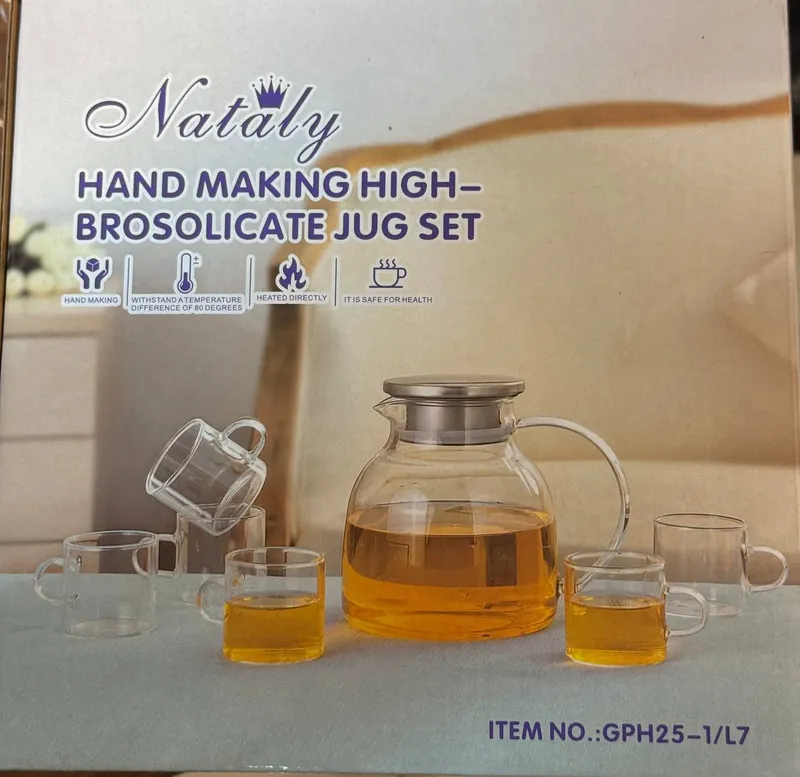 Nataly
HAND MAKING HIGH-
BROSOLICATE JUG SET
HAND MAKING
WITHSTAND A TEMPERATURE
DIFFERENCE OF 80 DEGREES
HEATED DIRECTLY
IT IS SAFE FOR HEALTH
ITEM NO.:GPH25-1/L7